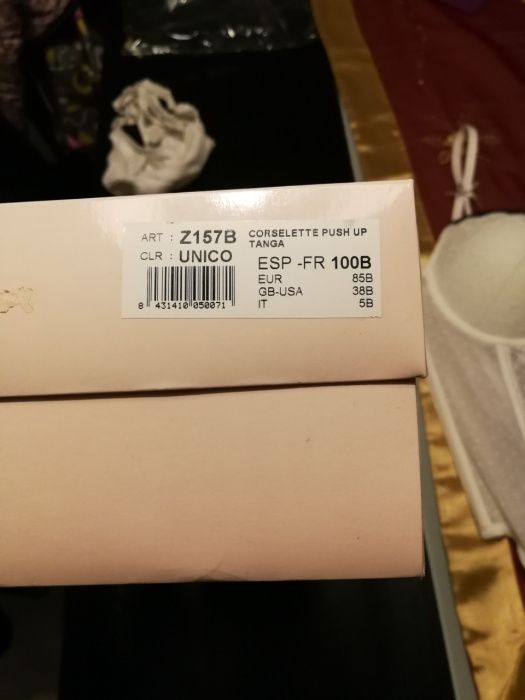 ART : Z157B
CLR : UNICO
8 431410 050071
CORSELETTE PUSH UP
TANGA
ESP -FR 100B
EUR 85B
GB-USA 38B
IT 5B